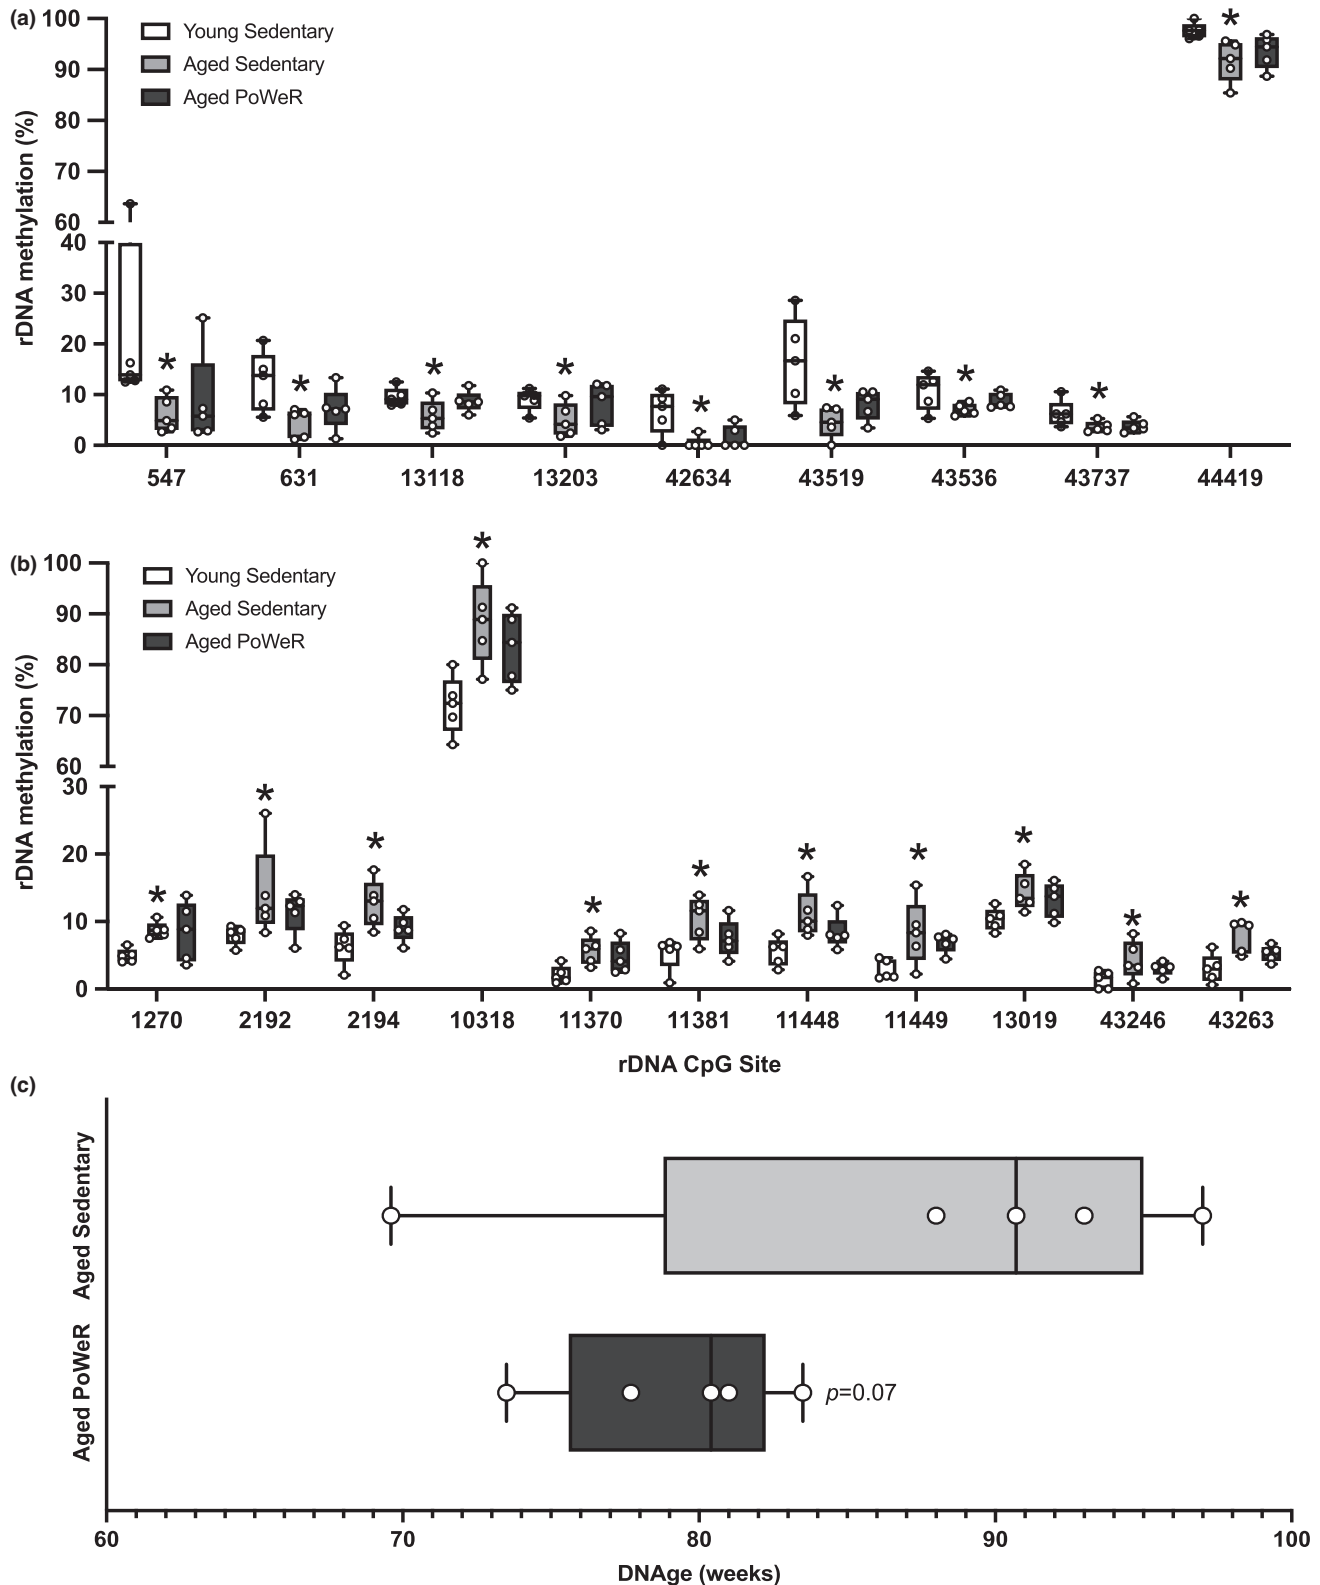 (a)
100
90
80
70
60
40
30
20
10
0
rDNA methylation (%)
Young Sedentary
Aged Sedentary
Aged PoWeR
* * * * * * * * *
547 631 13118 13203 42634 43519 43536 43737 44419
(b)
100
90
80
70
60
30
20
10
0
rDNA methylation (%)
Young Sedentary
Aged Sedentary
Aged PoWeR
* * * * * * * * * * *
1270 2192 2194 10318 11370 11381 11448 11449 13019 43246 43263
rDNA CpG Site
(c)
Aged Sedentary
Aged PoWeR
p=0.07
60 70 80 90 100
DNAge (weeks)